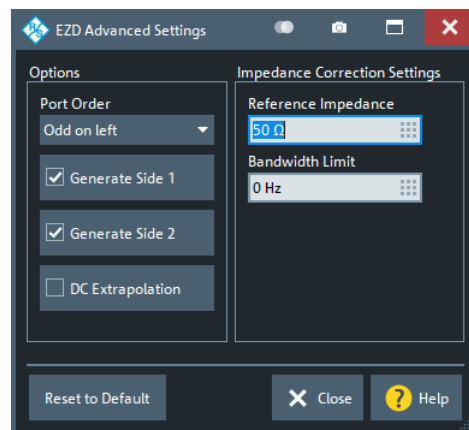 EZD Advanced Settings
Options
Port Order
Odd on left
Generate Side 1
Generate Side 2
DC Extrapolation
Impedance Correction Settings
Reference Impedance
50 Ω
Bandwidth Limit
0 Hz
Reset to Default
Close
? Help